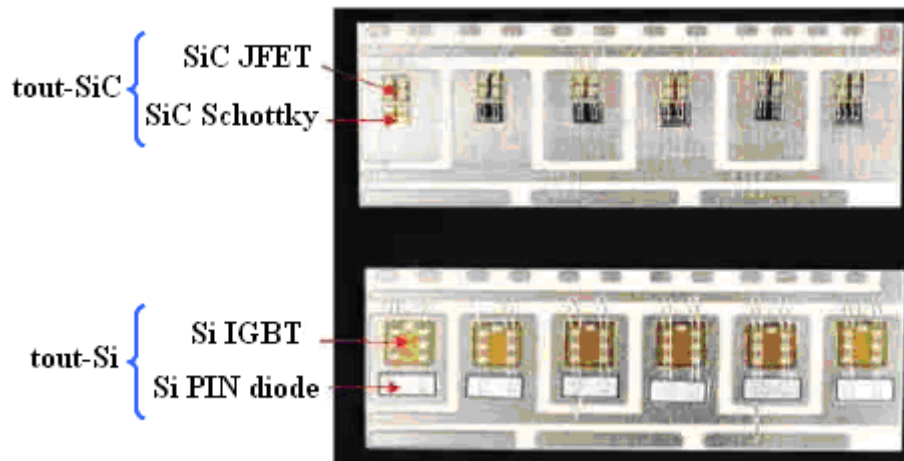 tout-SiC
SiC JFET
SiC Schottky
tout-Si
Si IGBT
Si PIN diode